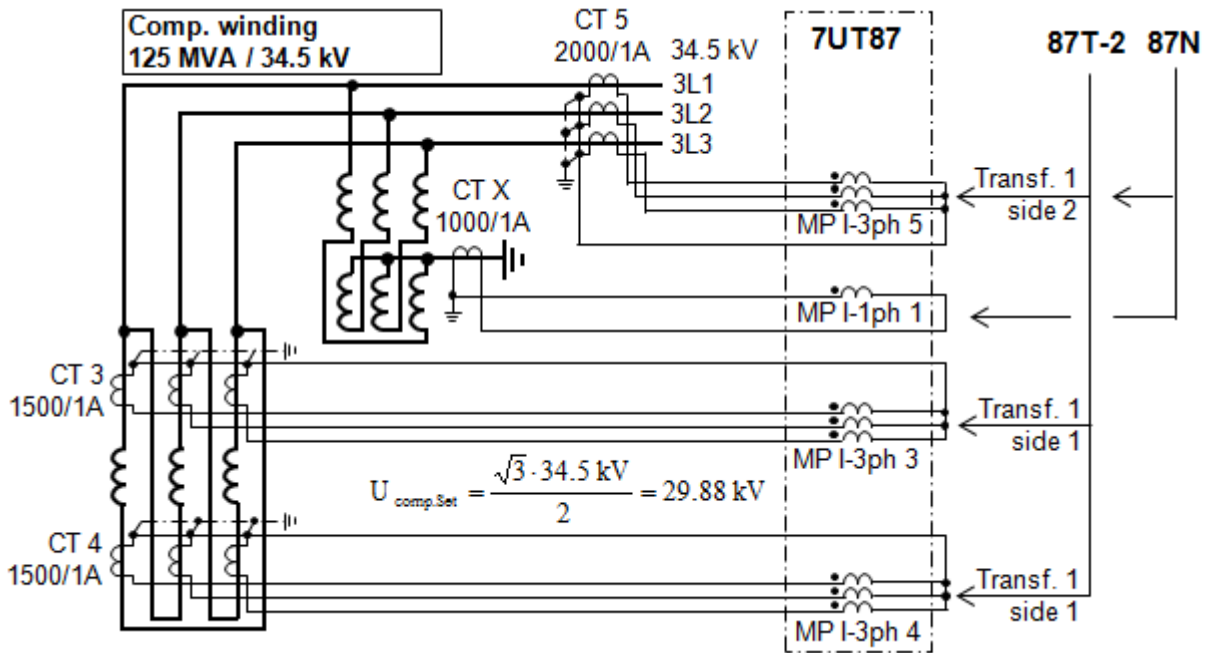 Comp. winding
125 MVA / 34.5 kV
CT 5
2000/1A
34.5 kV
3L1
3L2
3L3
7UT87
87T-2
87N
CT X
1000/1A
MP I-3ph 5
Transf. 1
side 2
MP I-1ph 1
CT 3
1500/1A
MP I-3ph 3
Transf. 1
side 1
U comp.Set = √3 · 34.5 kV / 2 = 29.88 kV
CT 4
1500/1A
MP I-3ph 4
Transf. 1
side 1